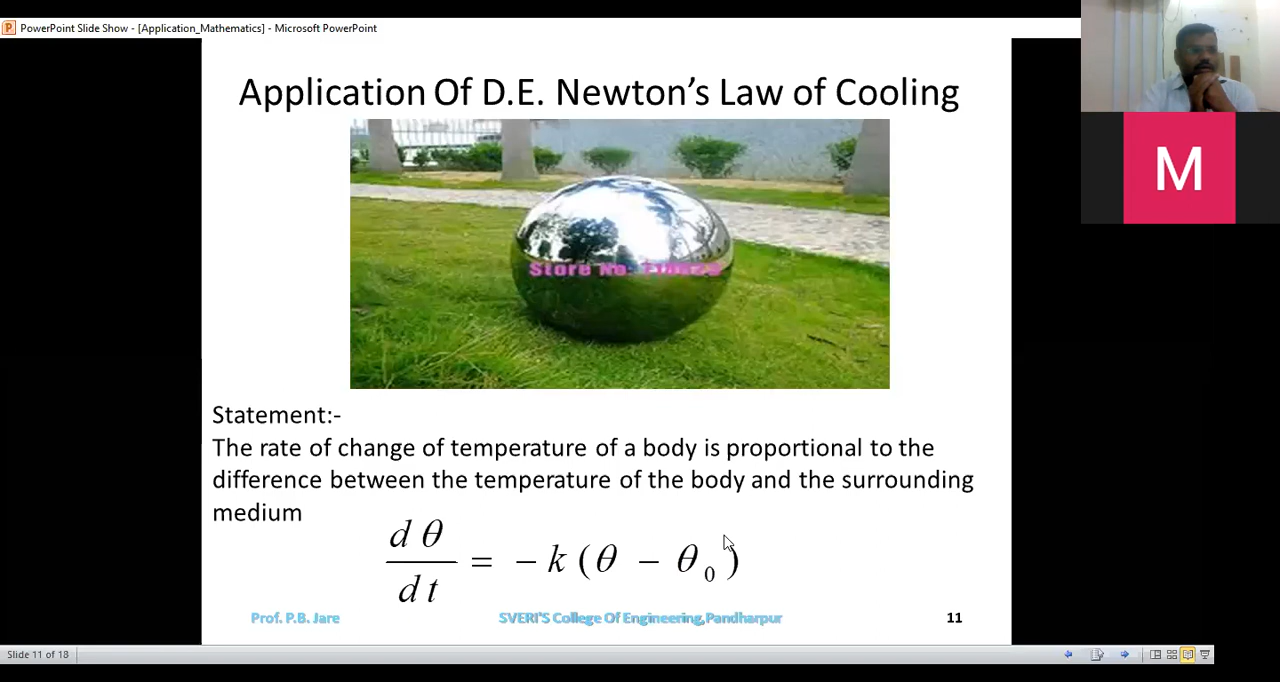 PowerPoint Slide Show - [Application_Mathematics] - Microsoft PowerPoint
Application Of D.E. Newton's Law of Cooling
Store No:
M
Statement:-
The rate of change of temperature of a body is proportional to the
difference between the temperature of the body and the surrounding
medium
dθ/dt = − k (θ − θ₀)
Prof. P.B. Jare SVERI'S College Of Engineering,Pandharpur 11
Slide 11 of 18